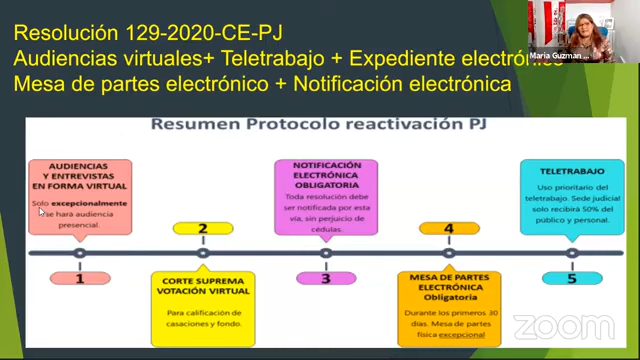 Resolución 129-2020-CE-PJ
Audiencias virtuales+ Teletrabajo + Expediente electrónico
Mesa de partes electrónico + Notificación electrónica
Maria Guzman ...
Resumen Protocolo reactivación PJ
AUDIENCIAS
Y ENTREVISTAS
EN FORMA VIRTUAL
Solo excepcionalmente
se hará audiencia
presencial.
1
2
CORTE SUPREMA
VOTACIÓN VIRTUAL
Para calificación de
casaciones y fondo.
NOTIFICACIÓN
ELECTRÓNICA
OBLIGATORIA
Toda resolución debe
ser notificada por esta
vía, sin perjuicio de
cédulas.
3
4
MESA DE PARTES
ELECTRÓNICA
Obligatoria
Durante los primeros 30
días. Mesa de partes
física excepcional
TELETRABAJO
Uso prioritario del
teletrabajo. Sede judicial
solo recibirá 50% del
público y personal.
5
zoom